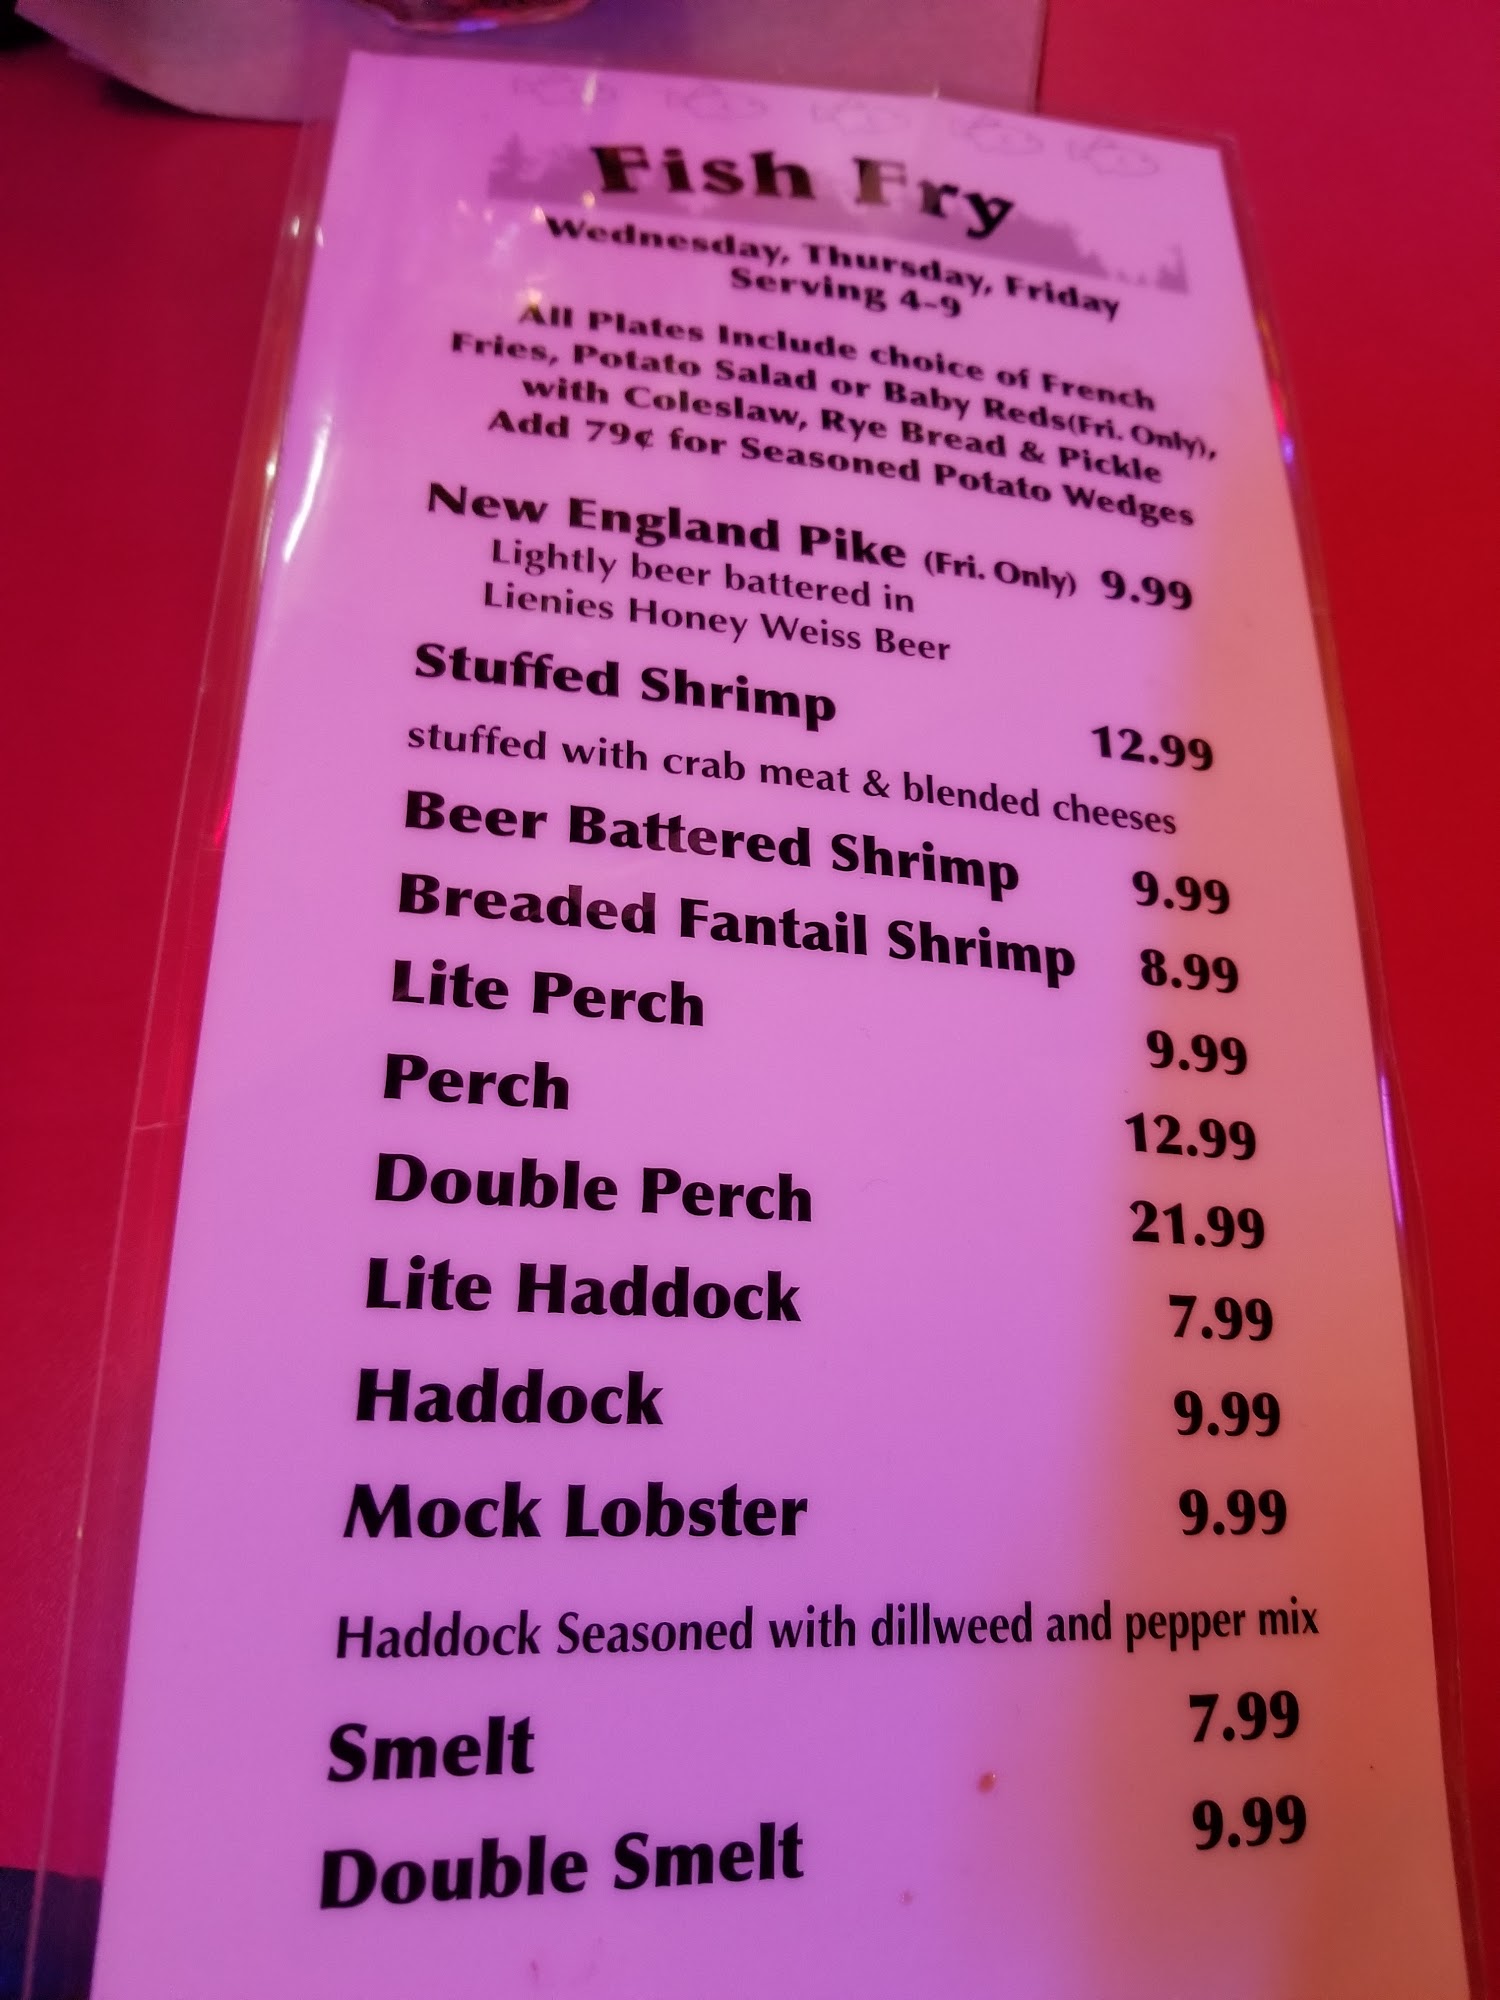 Fish Fry
Wednesday, Thursday, Friday
Serving 4-9
All Plates Include choice of French
Fries, Potato Salad or Baby Reds(Fri. Only),
with Coleslaw, Rye Bread & Pickle
Add 79¢ for Seasoned Potato Wedges
New England Pike (Fri. Only) 9.99
Lightly beer battered in
Lienies Honey Weiss Beer
Stuffed Shrimp 12.99
stuffed with crab meat & blended cheeses
Beer Battered Shrimp 9.99
Breaded Fantail Shrimp 8.99
Lite Perch 9.99
Perch 12.99
Double Perch 21.99
Lite Haddock 7.99
Haddock 9.99
Mock Lobster 9.99
Haddock Seasoned with dillweed and pepper mix
Smelt 7.99
Double Smelt 9.99